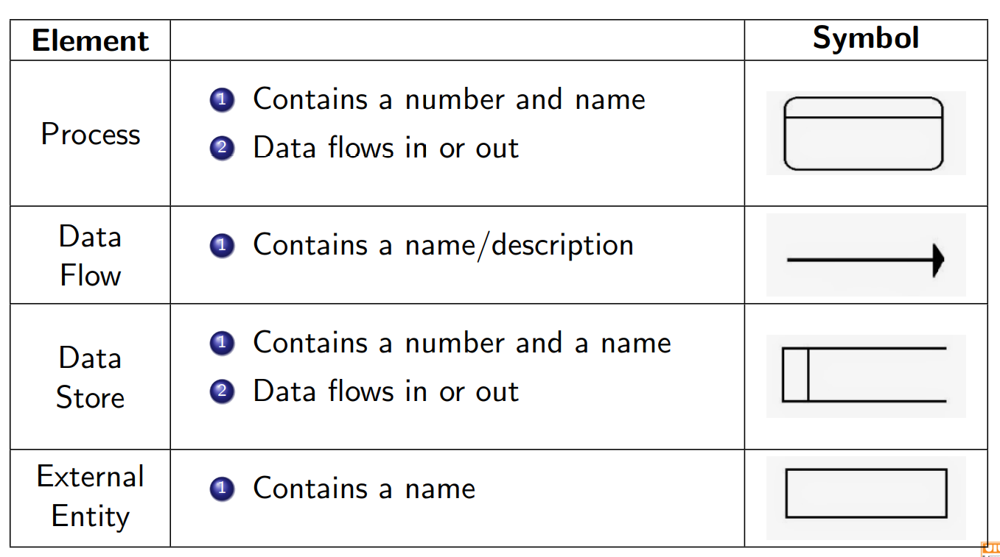 Element
Symbol
Process
1 Contains a number and name
2 Data flows in or out
Data
Flow
1 Contains a name/description
Data
Store
1 Contains a number and a name
2 Data flows in or out
External
Entity
1 Contains a name